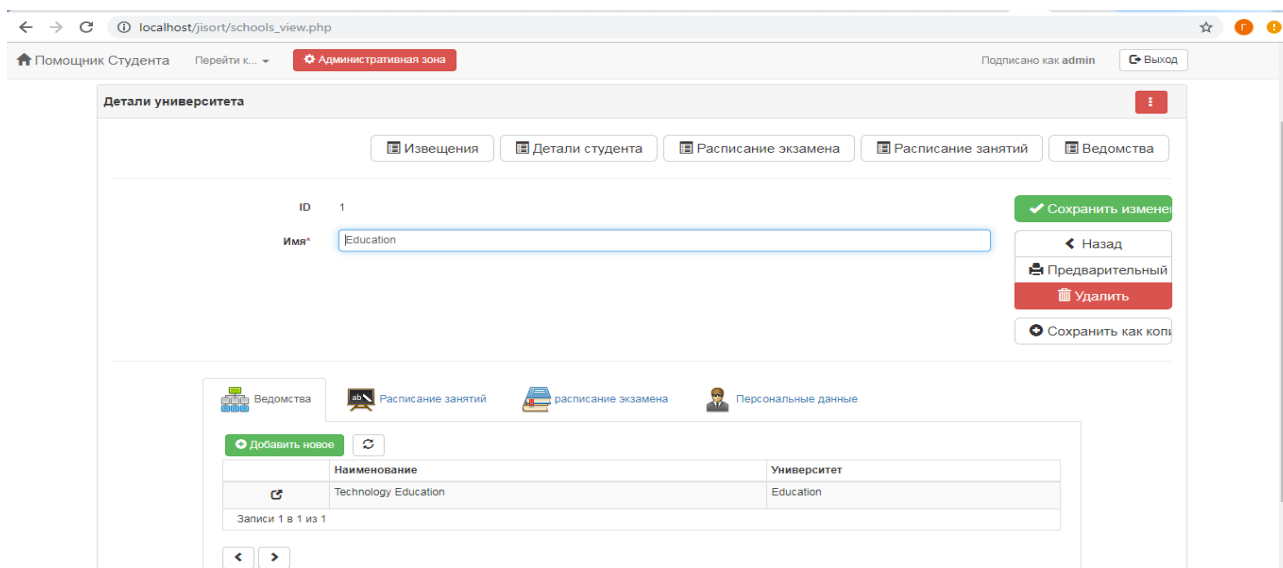 localhost/jisort/schools_view.php
Г
Помощник Студента Перейти к... Административная зона Подписано как admin Выход
Детали университета
Извещения Детали студента Расписание экзамена Расписание занятий Ведомства
ID 1
Сохранить изменен
Имя* Education
Назад
Предварительный
Удалить
Сохранить как копи
Ведомства ab Расписание занятий расписание экзамена Персональные данные
Добавить новое
Наименование Университет
Technology Education Education
Записи 1 в 1 из 1